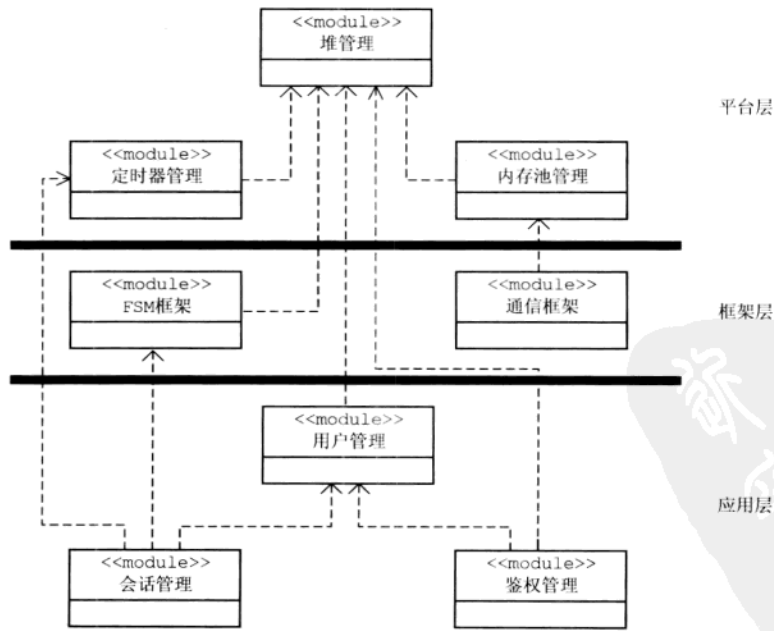 <<module>>
堆管理
平台层
<<module>>
定时器管理
<<module>>
内存池管理
<<module>>
FSM框架
<<module>>
通信框架
框架层
<<module>>
用户管理
应用层
<<module>>
会话管理
<<module>>
鉴权管理